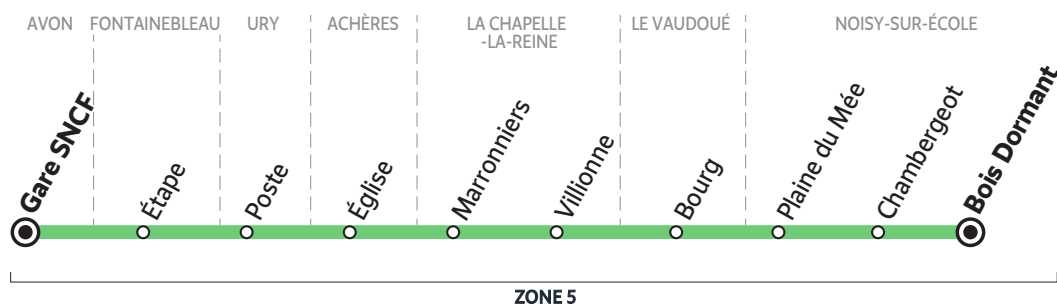 AVON
FONTAINEBLEAU
URY
ACHÈRES
LA CHAPELLE
-LA-REINE
LE VAUDOUÉ
NOISY-SUR-ÉCOLE
Gare SNCF
Étape
Poste
Église
Marronniers
Villionne
Bourg
Plaine du Mée
Chambergeot
Bois Dormant
ZONE 5